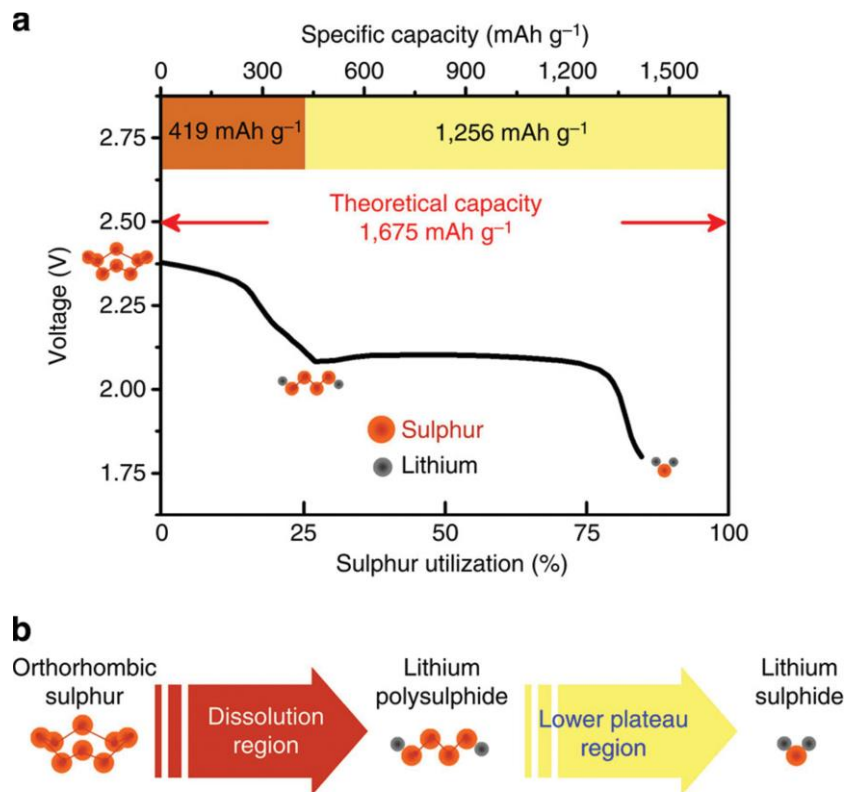 a
Specific capacity (mAh g⁻¹)
0 300 600 900 1,200 1,500
419 mAh g⁻¹ 1,256 mAh g⁻¹
Theoretical capacity
1,675 mAh g⁻¹
Voltage (V)
2.75
2.50
2.25
2.00
1.75
Sulphur
Lithium
0 25 50 75 100
Sulphur utilization (%)
b
Orthorhombic
sulphur
Dissolution
region
Lithium
polysulphide
Lower plateau
region
Lithium
sulphide